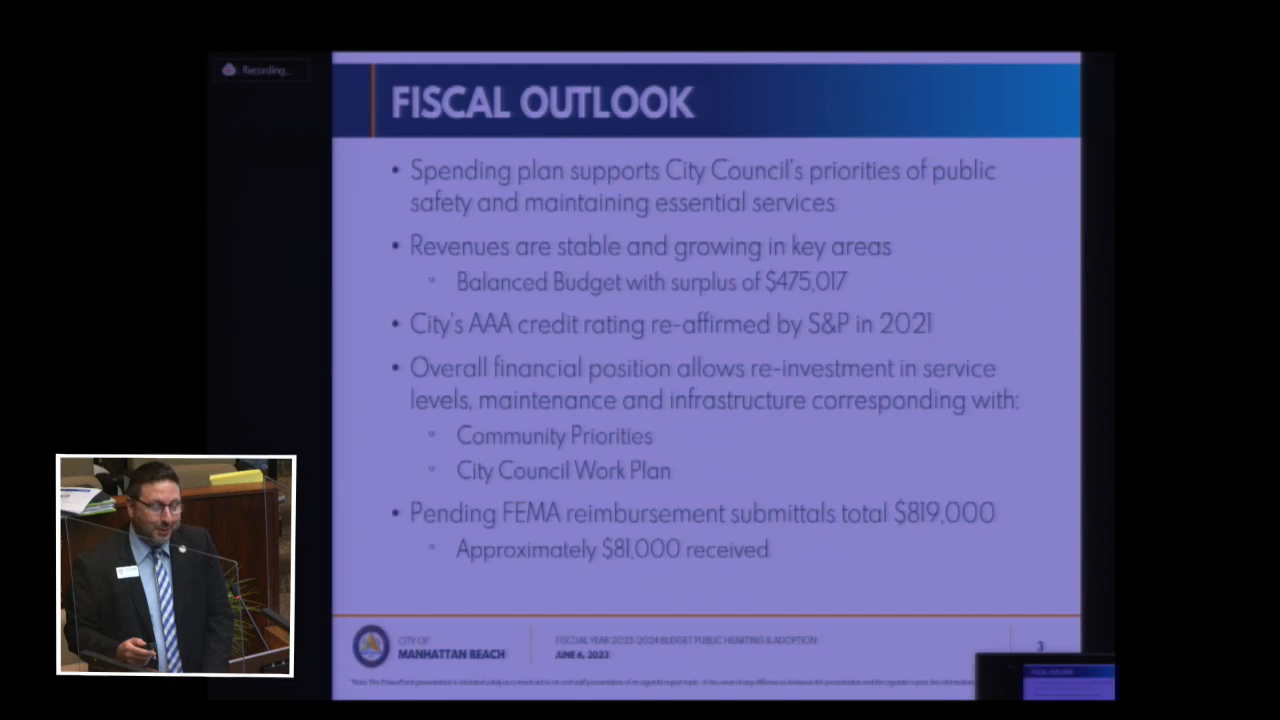 Recording...
FISCAL OUTLOOK
• Spending plan supports City Council's priorities of public
safety and maintaining essential services
• Revenues are stable and growing in key areas
◦ Balanced Budget with surplus of $475,017
• City's AAA credit rating re-affirmed by S&P in 2021
• Overall financial position allows re-investment in service
levels, maintenance and infrastructure corresponding with:
◦ Community Priorities
◦ City Council Work Plan
• Pending FEMA reimbursement submittals total $819,000
◦ Approximately $81,000 received
CITY OF
MANHATTAN BEACH
FISCUAL YEAR 2023-2024 BUDGET PUBLIC HEARTING & ADOPTION
JUNE 6, 2023
3
FISCAL OUTLOOK